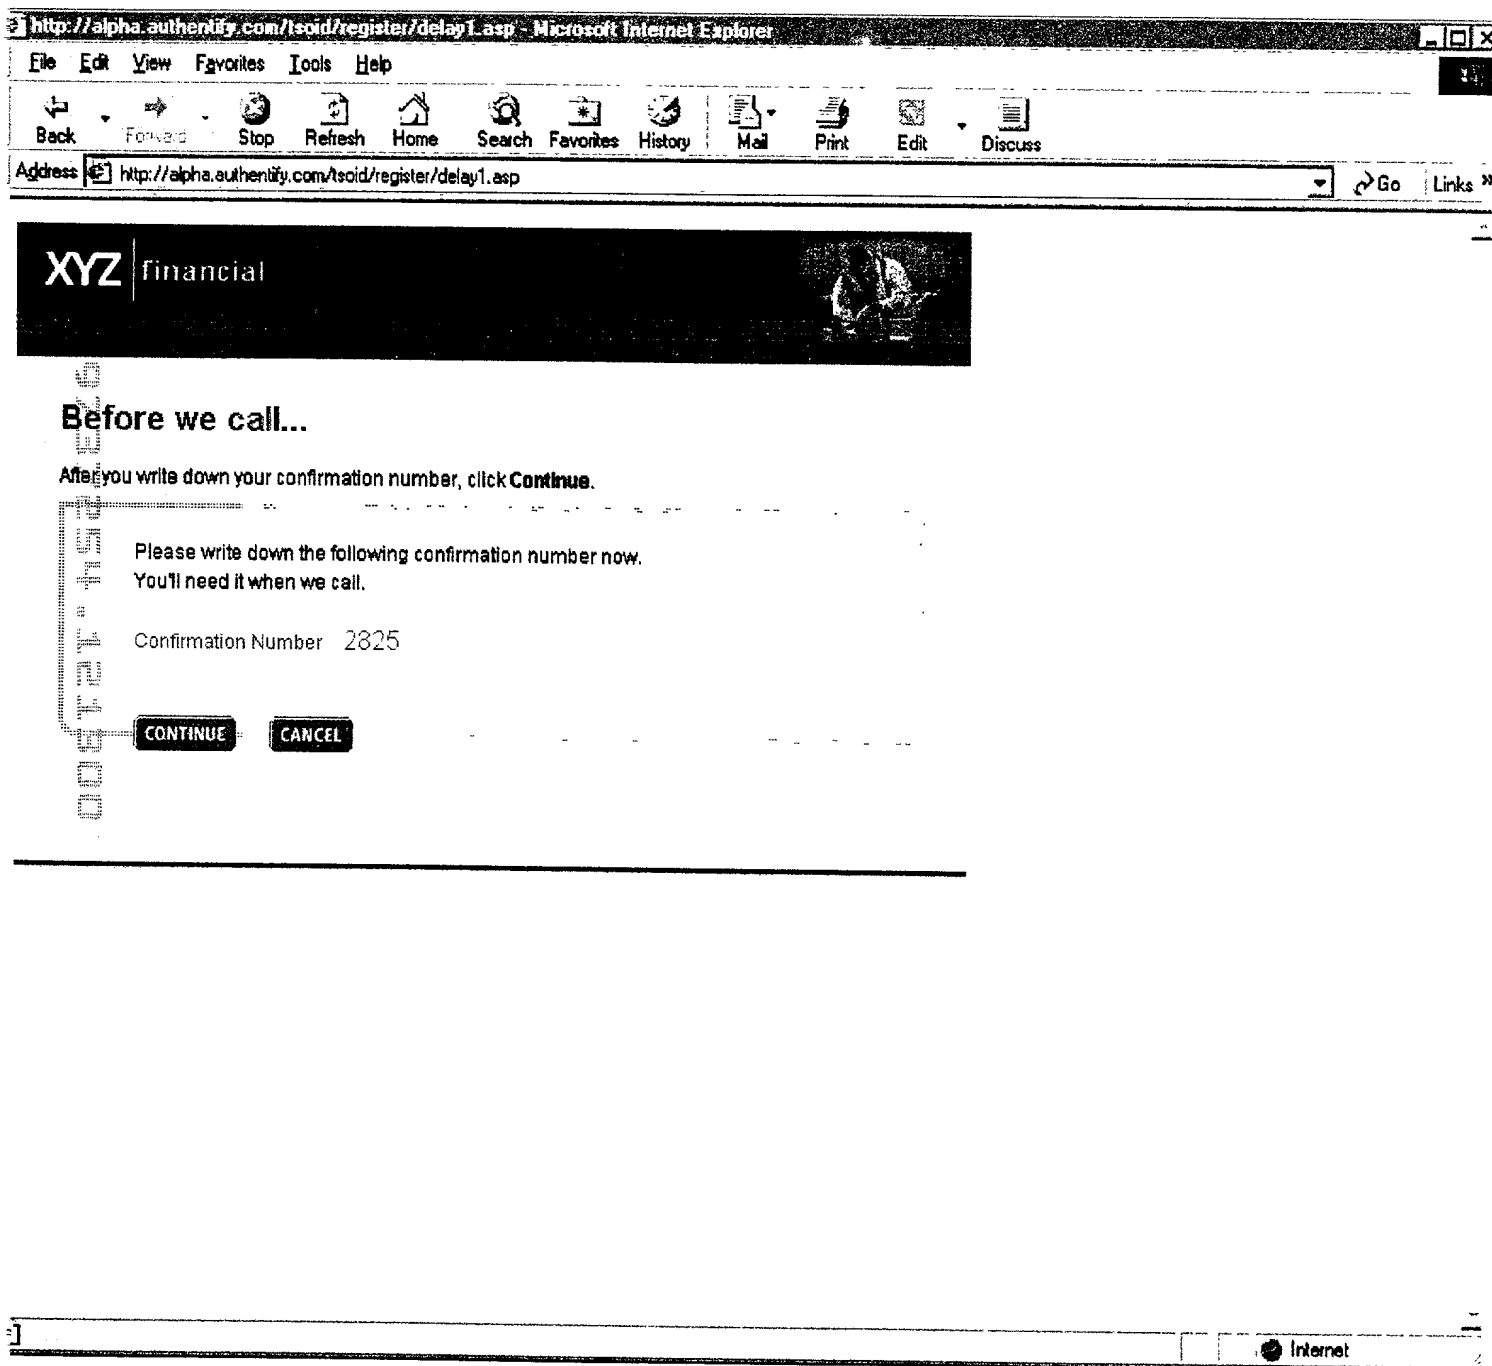 http://alpha.authentify.com/tsoid/register/delay1.asp - Microsoft Internet Explorer
File Edit View Favorites Tools Help
Back Forward Stop Refresh Home Search Favorites History Mail Print Edit Discuss
Address http://alpha.authentify.com/tsoid/register/delay1.asp Go Links »
XYZ financial
Before we call...
After you write down your confirmation number, click Continue.
Please write down the following confirmation number now.
You'll need it when we call.
Confirmation Number 2825
CONTINUE CANCEL
Internet